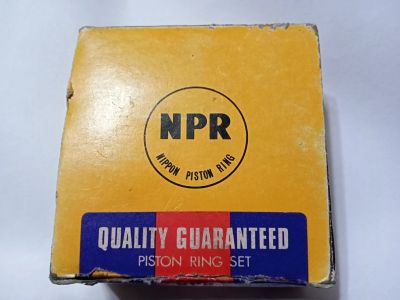 NPR
NIPPON PISTON RING
QUALITY GUARANTEED
PISTON RING SET